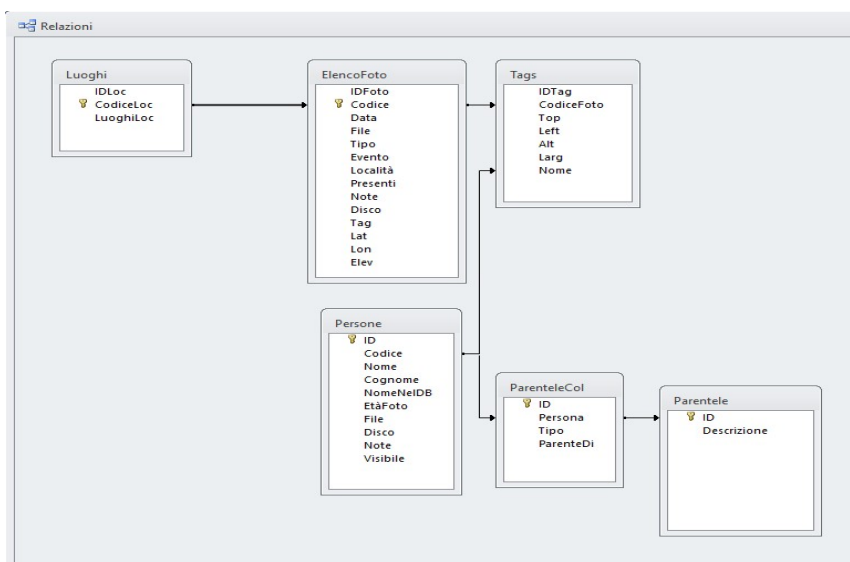 Relazioni
Luoghi
IDLoc
CodiceLoc
LuoghiLoc
ElencoFoto
IDFoto
Codice
Data
File
Tipo
Evento
Località
Presenti
Note
Disco
Tag
Lat
Lon
Elev
Tags
IDTag
CodiceFoto
Top
Left
Alt
Larg
Nome
Persone
ID
Codice
Nome
Cognome
NomeNelDB
EtàFoto
File
Disco
Note
Visibile
ParenteleCol
ID
Persona
Tipo
ParenteDi
Parentele
ID
Descrizione